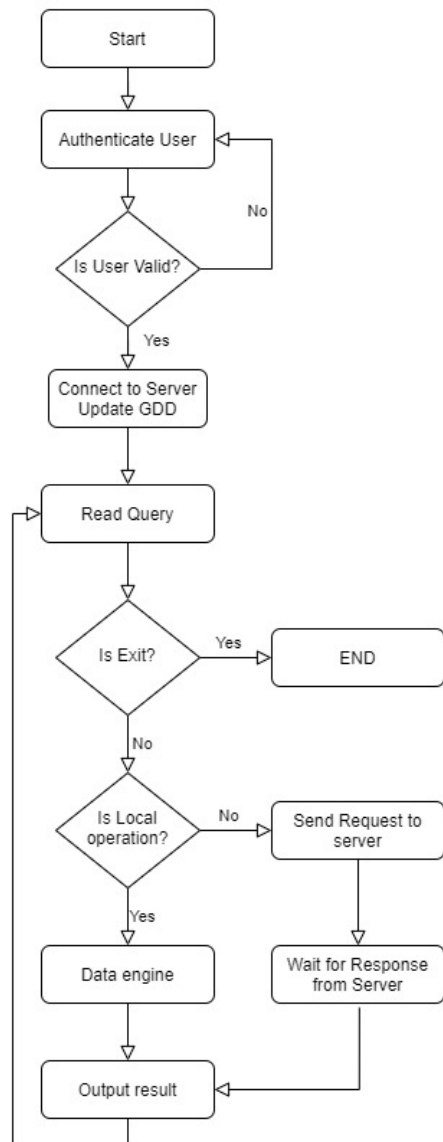 Start
Authenticate User
No
Is User Valid?
Yes
Connect to Server
Update GDD
Read Query
Is Exit?
Yes
END
No
Is Local
operation?
No
Send Request to
server
Yes
Data engine
Wait for Response
from Server
Output result